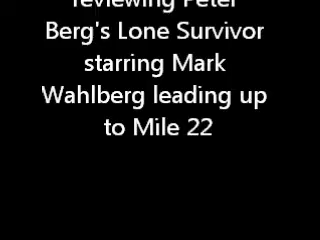 reviewing Peter
Berg's Lone Survivor
starring Mark
Wahlberg leading up
to Mile 22